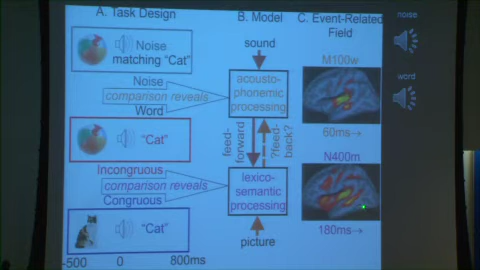 A. Task Design
B. Model
C. Event-Related
Field
Noise
matching "Cat"
Noise
comparison reveals
Word
"Cat"
Incongruous
comparison reveals
Congruous
"Cat"
-500
0
800ms
sound
acousto-
phonemic
processing
feed-
forward
?feed-
back?
lexico-
semantic
processing
picture
M100w
60ms→
N400m
180ms→
noise
word